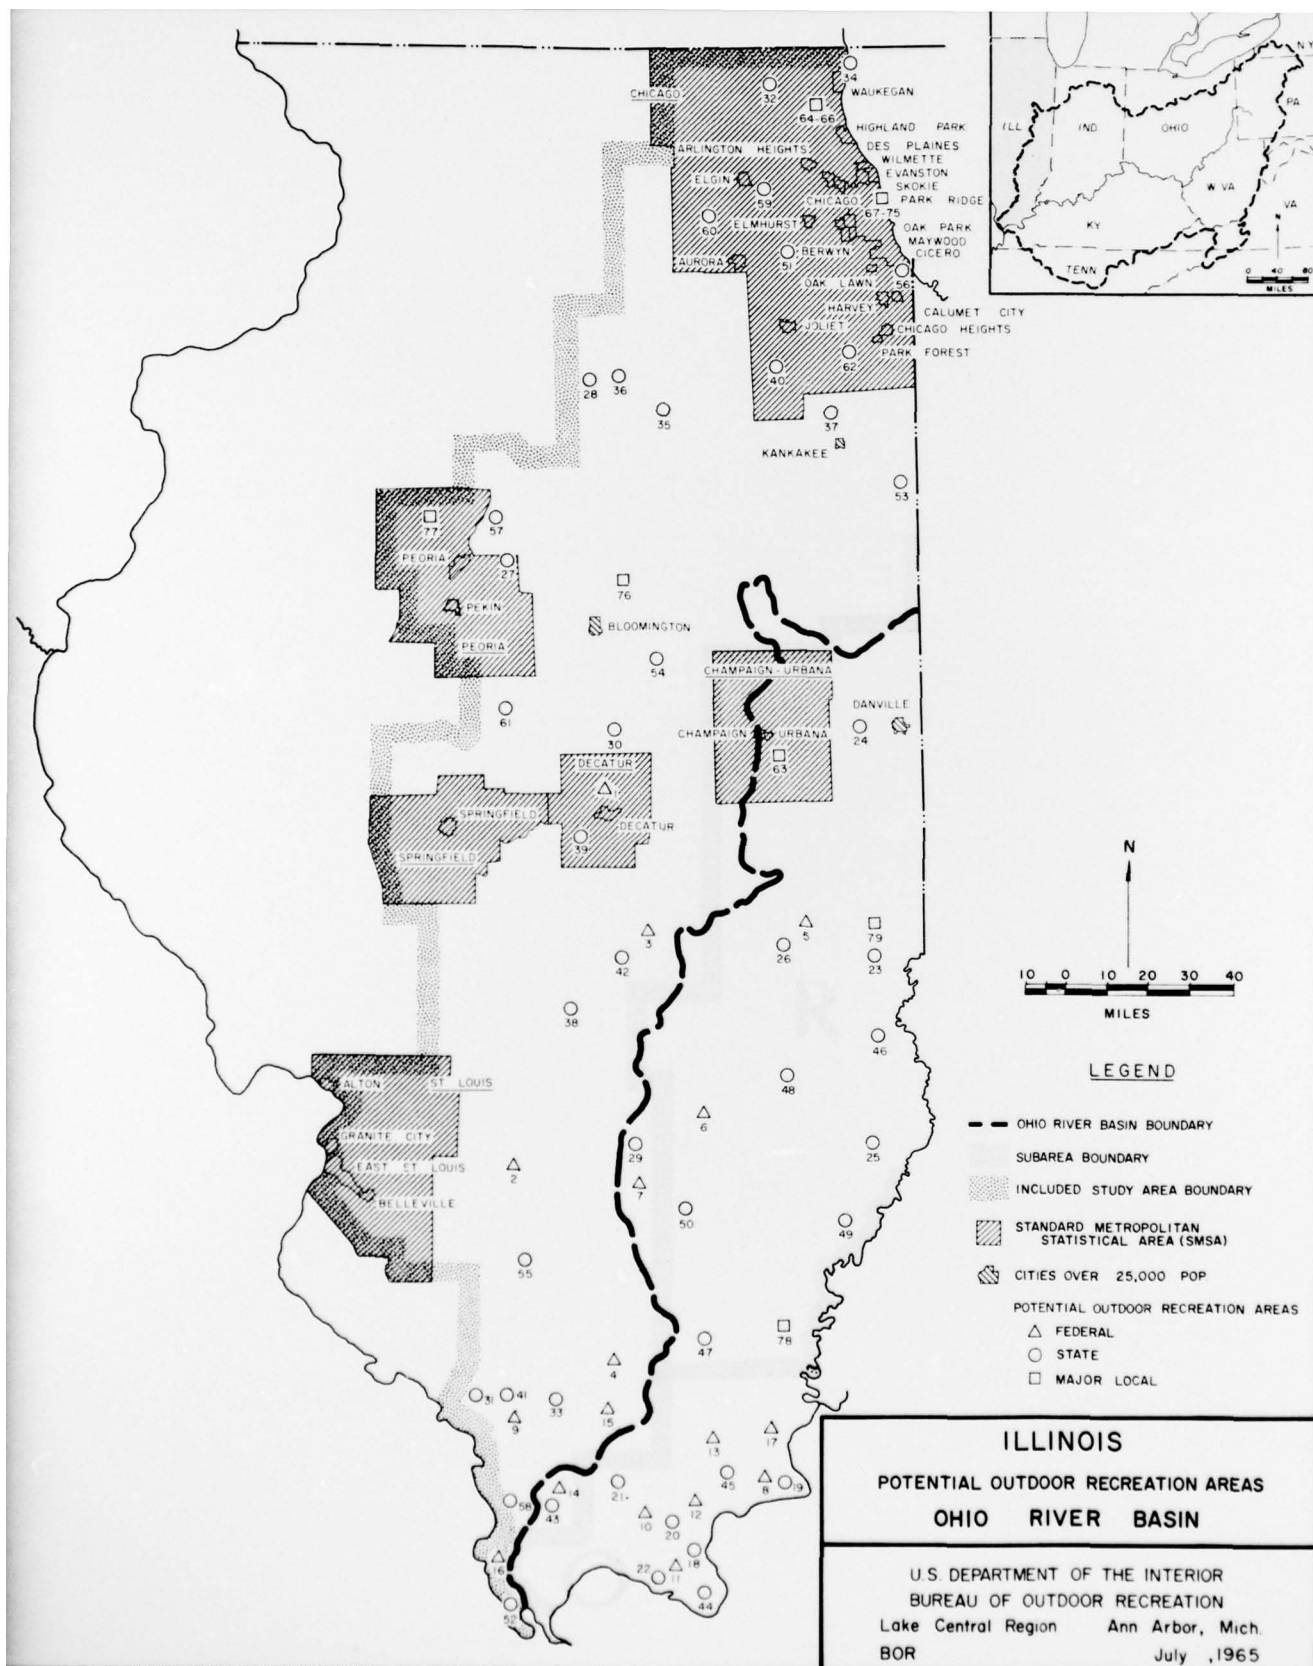 CHICAGO
32
34
WAUKEGAN
64-66
HIGHLAND PARK
ARLINGTON HEIGHTS
DES PLAINES
WILMETTE
ELGIN
EVANSTON
SKOKIE
59
CHICAGO
PARK RIDGE
67-75
60
ELMHURST
OAK PARK
MAYWOOD
CICERO
51
BERWYN
AURORA
OAK LAWN
56
HARVEY
CALUMET CITY
JOLIET
CHICAGO HEIGHTS
62
PARK FOREST
40
28
36
35
37
KANKAKEE
53
77
57
PEORIA
27
PEKIN
76
BLOOMINGTON
PEORIA
54
CHAMPAIGN-URBANA
61
30
DANVILLE
CHAMPAIGN
URBANA
24
63
DECATUR
1
SPRINGFIELD
DECATUR
39
SPRINGFIELD
3
42
5
26
79
23
38
46
48
ALTON
ST LOUIS
6
GRANITE CITY
29
25
EAST ST LOUIS
2
7
BELLEVILLE
50
49
55
47
78
4
31
41
33
9
15
17
13
58
14
43
21
45
8
19
10
12
20
16
22
11
18
52
44
ILL
IND
OHIO
PA
N Y
W VA
VA
KY
TENN
N
0 40 80
MILES
N
10 0 10 20 30 40
MILES
LEGEND
OHIO RIVER BASIN BOUNDARY
SUBAREA BOUNDARY
INCLUDED STUDY AREA BOUNDARY
STANDARD METROPOLITAN
STATISTICAL AREA (SMSA)
CITIES OVER 25,000 POP
POTENTIAL OUTDOOR RECREATION AREAS
FEDERAL
STATE
MAJOR LOCAL
ILLINOIS
POTENTIAL OUTDOOR RECREATION AREAS
OHIO RIVER BASIN
U.S. DEPARTMENT OF THE INTERIOR
BUREAU OF OUTDOOR RECREATION
Lake Central Region Ann Arbor, Mich.
BOR July ,1965